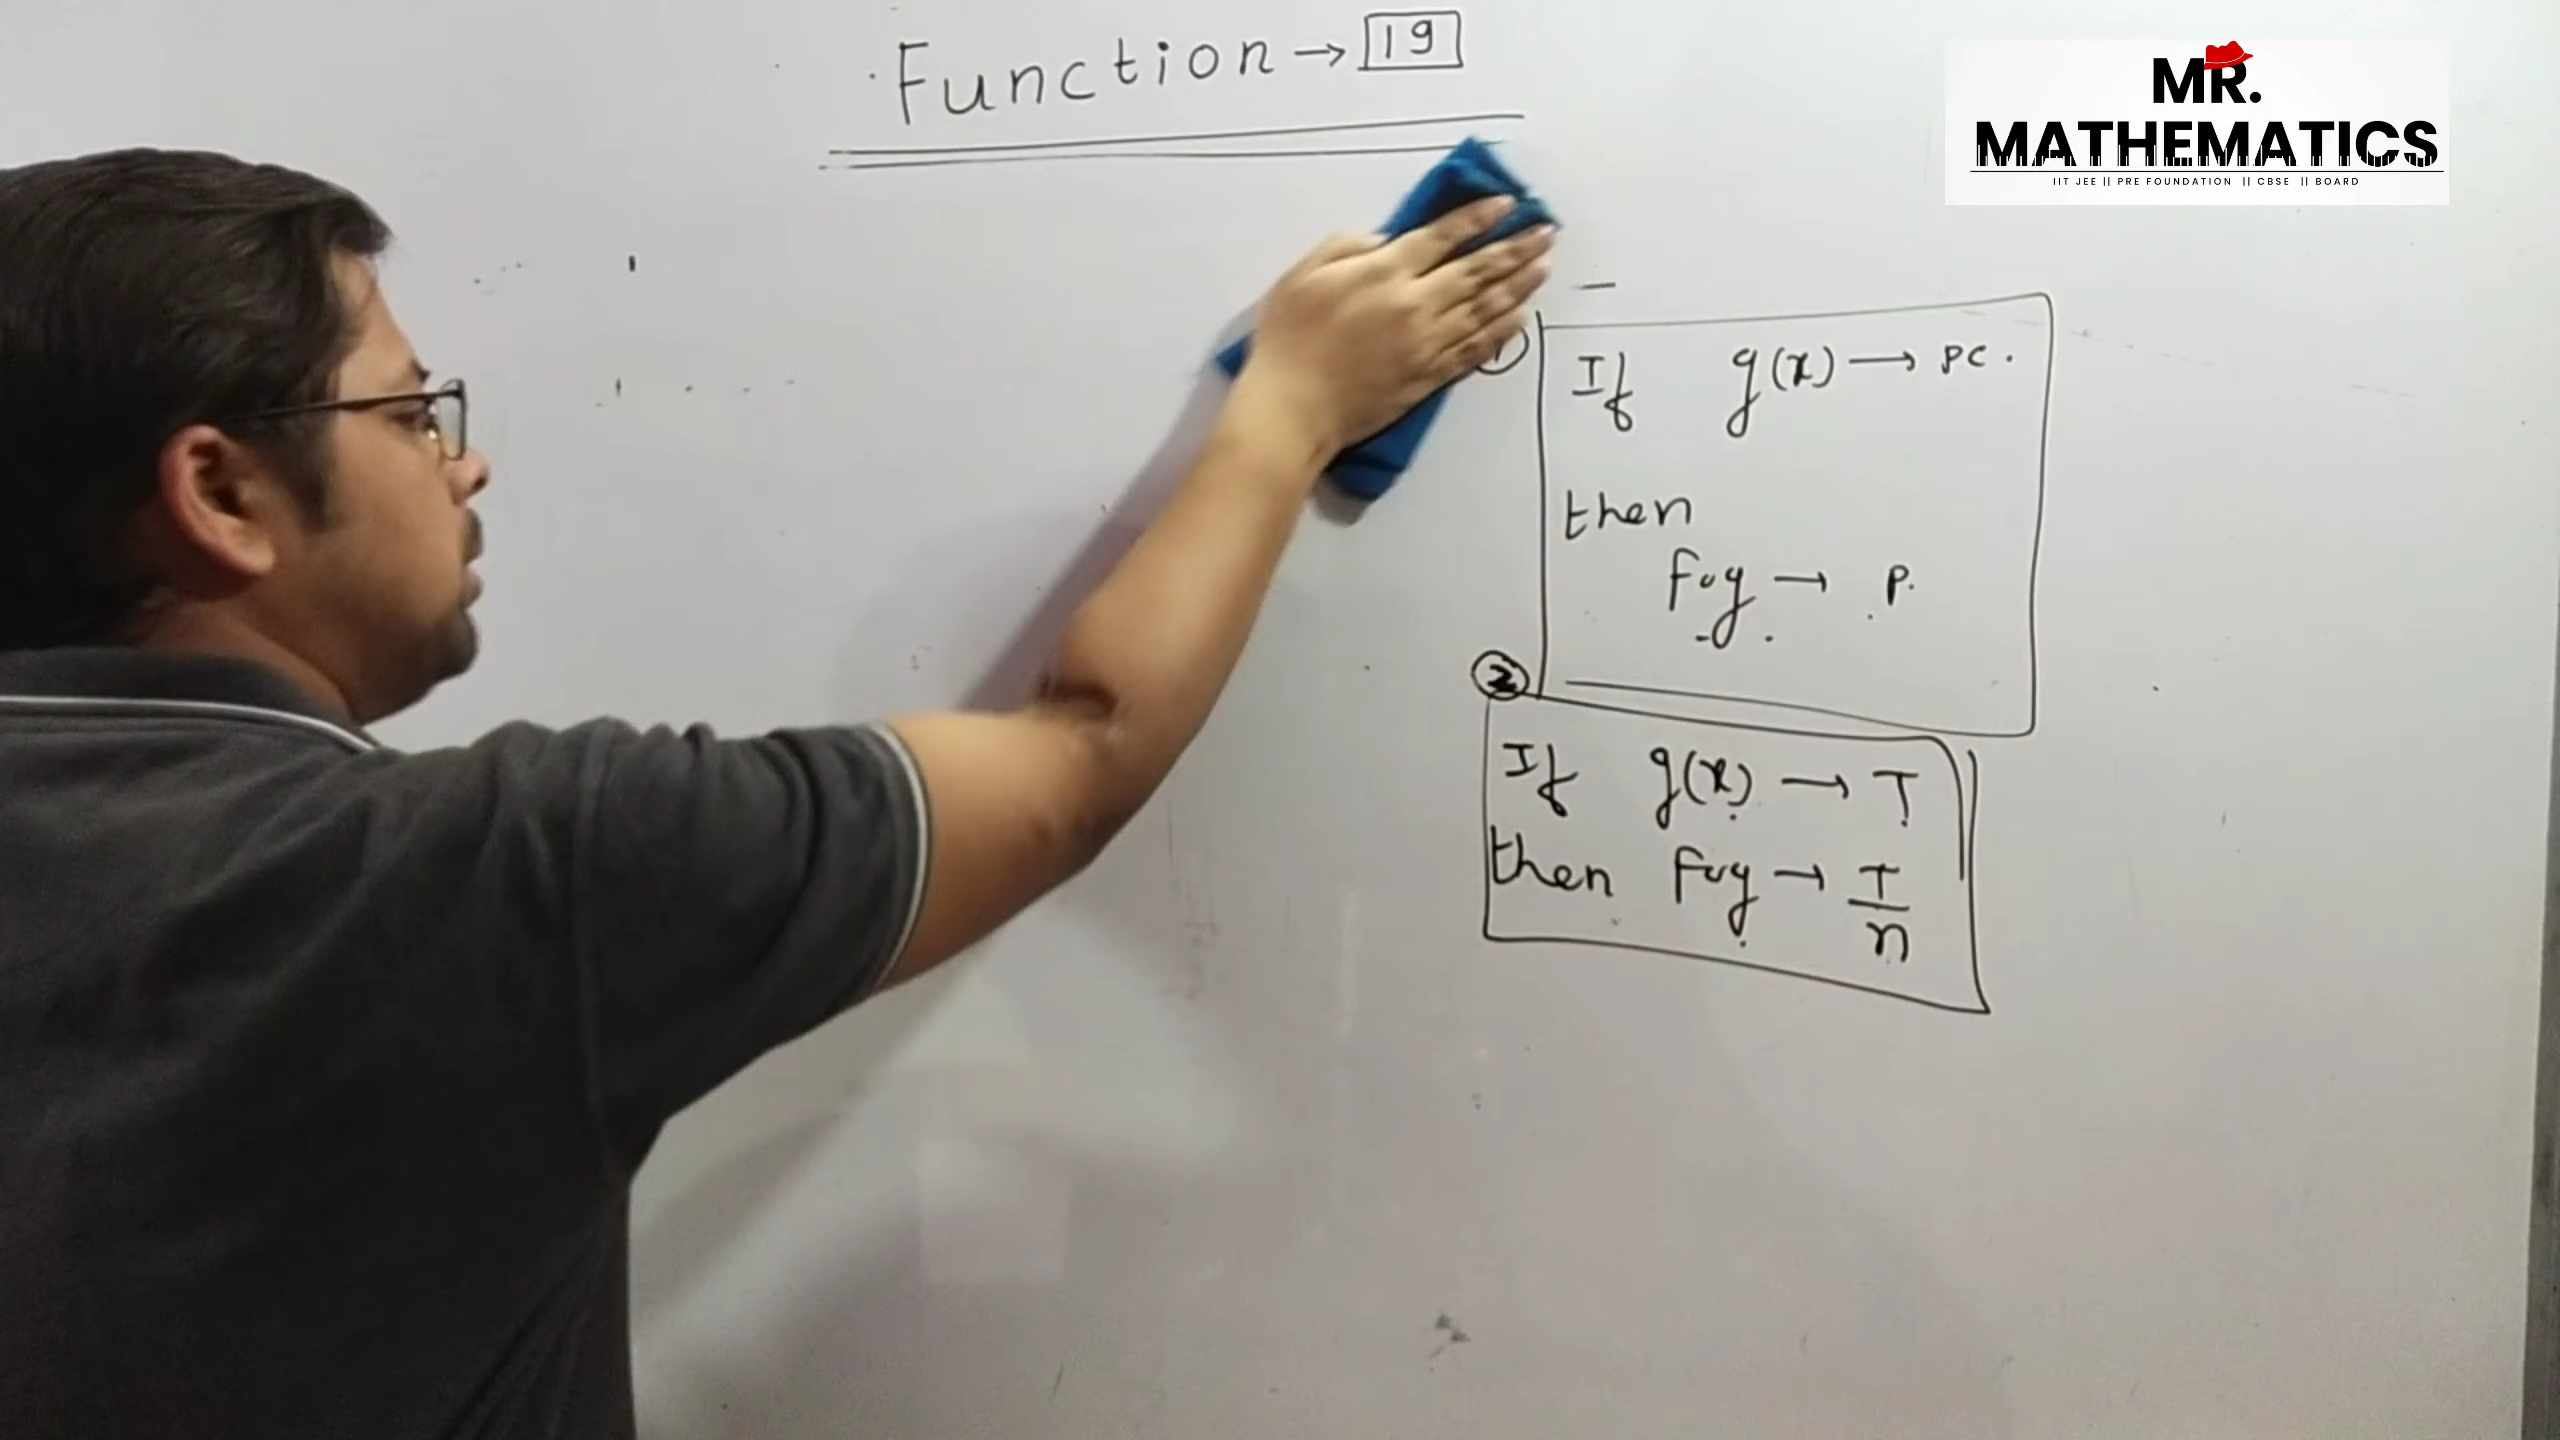 Function → 19
MR.
MATHEMATICS
IIT JEE || PRE FOUNDATION || CBSE || BOARD
1
If g(x) → PC.
then
Fog → P.
2
If g(x) → T
then Fog → T/n